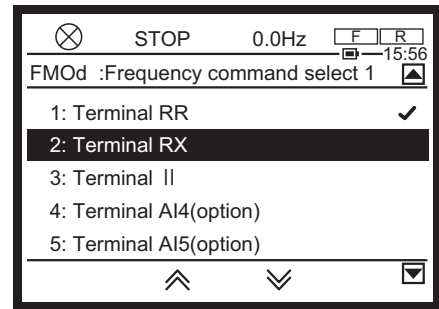 STOP 0.0Hz F R
15:56
FMOd :Frequency command select 1
1: Terminal RR
2: Terminal RX
3: Terminal II
4: Terminal AI4(option)
5: Terminal AI5(option)